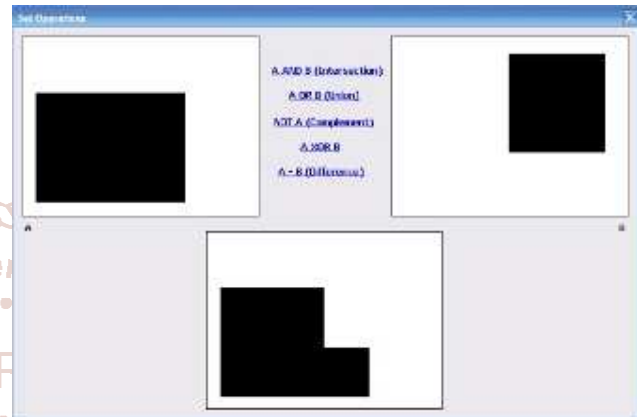 Set Operations
A AND B (Intersection)
A OR B (Union)
NOT A (Complement)
A XOR B
A - B (Difference)
A
B